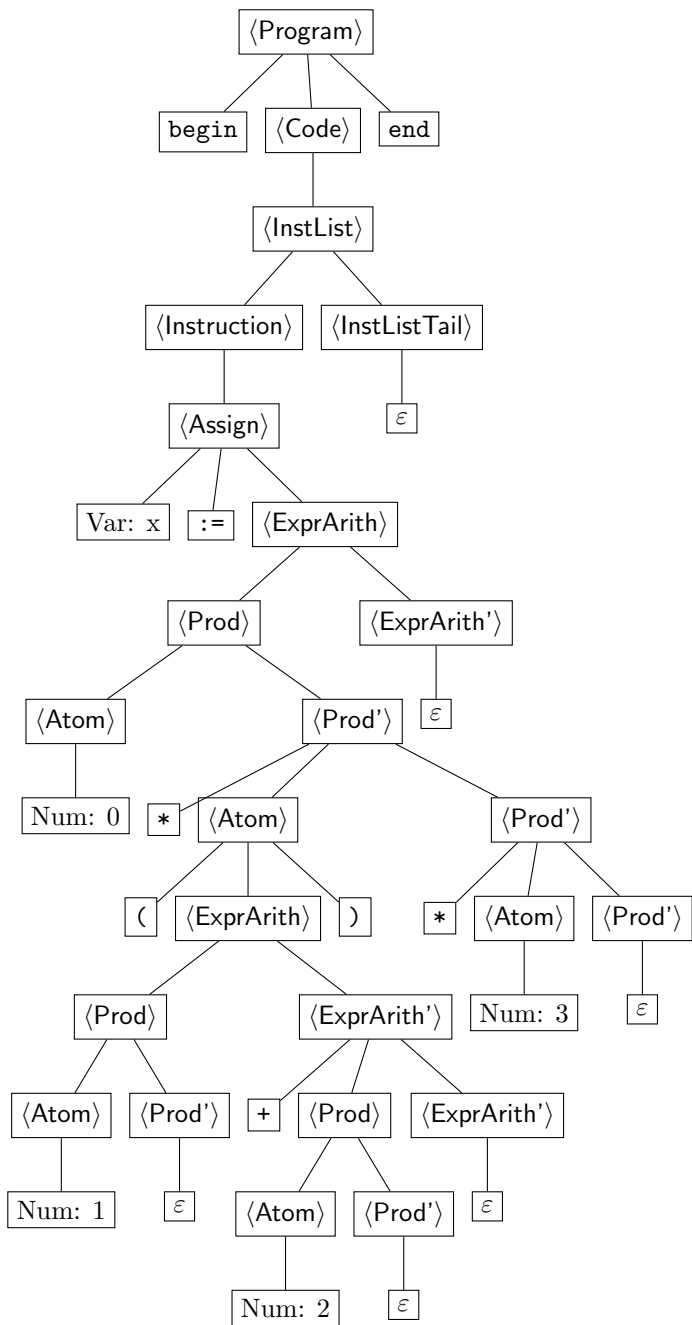 ⟨Program⟩
begin ⟨Code⟩ end
⟨InstList⟩
⟨Instruction⟩ ⟨InstListTail⟩
⟨Assign⟩ ε
Var: x := ⟨ExprArith⟩
⟨Prod⟩ ⟨ExprArith'⟩
⟨Atom⟩ ⟨Prod'⟩ ε
Num: 0 * ⟨Atom⟩ ⟨Prod'⟩
( ⟨ExprArith⟩ ) * ⟨Atom⟩ ⟨Prod'⟩
⟨Prod⟩ ⟨ExprArith'⟩ Num: 3 ε
⟨Atom⟩ ⟨Prod'⟩ + ⟨Prod⟩ ⟨ExprArith'⟩
Num: 1 ε ⟨Atom⟩ ⟨Prod'⟩ ε
Num: 2 ε